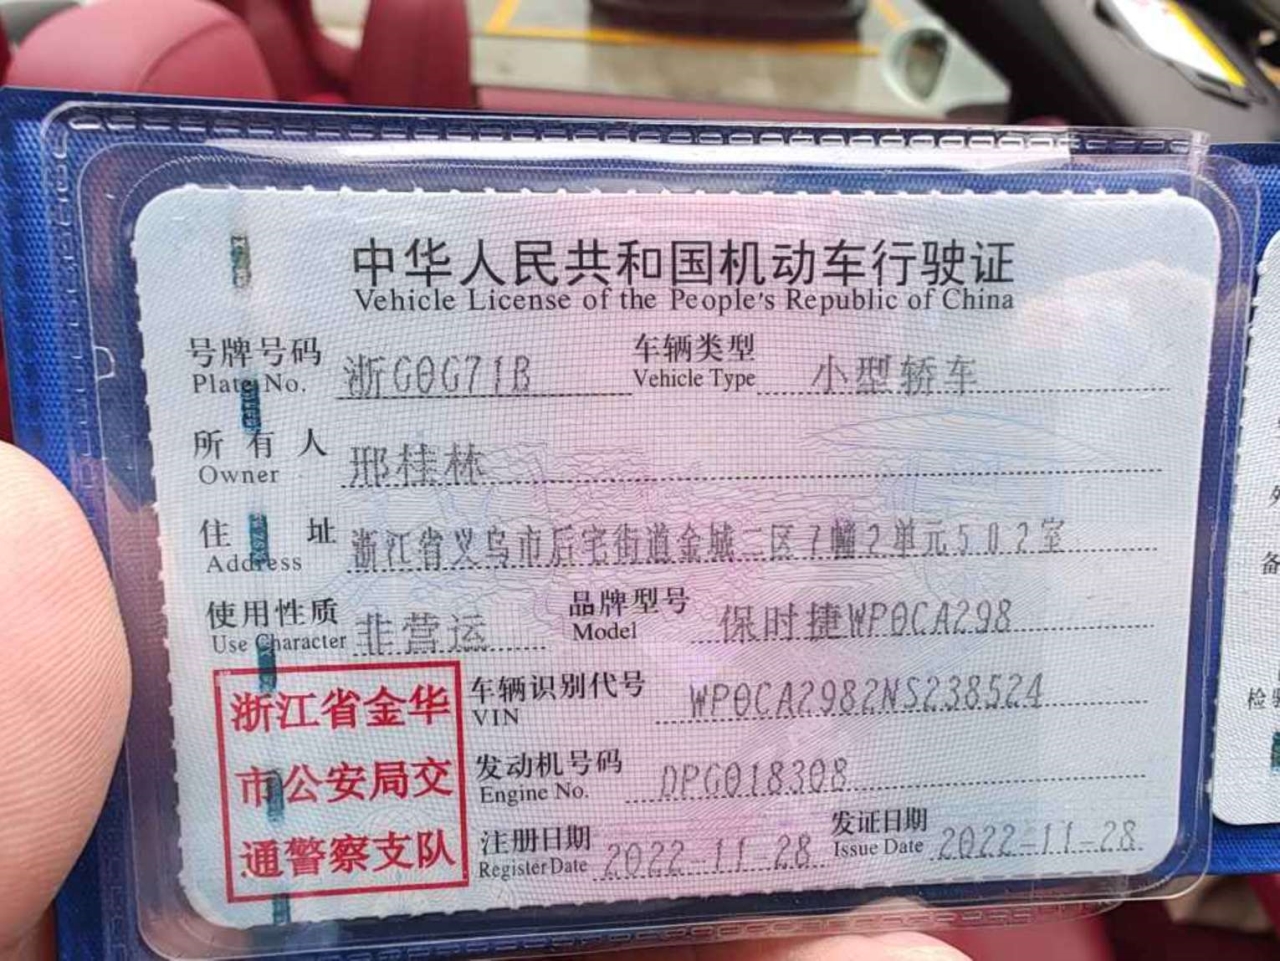 中华人民共和国机动车行驶证
Vehicle License of the People's Republic of China
号牌号码 浙G0G71B 车辆类型 小型轿车
Plate No. Vehicle Type
所有人 邢桂林
Owner
住址 浙江省义乌市后宅街道金城二区7幢2单元502室
Address
使用性质 非营运 品牌型号 保时捷WP0CA298
Use Character Model
浙江省金华
市公安局交
通警察支队
车辆识别代号 WP0CA2982NS238524
VIN
发动机号码 DPG018308
Engine No.
注册日期 2022-11-28 发证日期 2022-11-28
Register Date Issue Date
备
检验